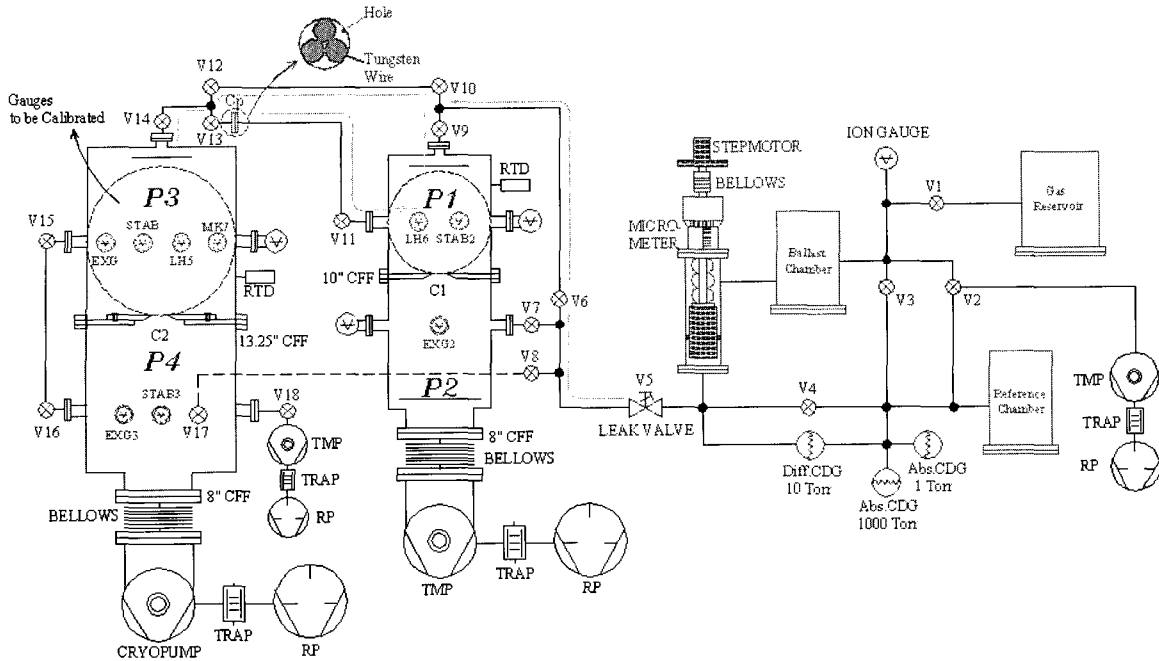 Hole
Tungsten
Wire
V12
V10
Cp
Gauges
to be Calibrated
V14
V13
V9
P3
STAB
MKS
EXG
LH5
V15
RTD
C2
13.25" CFF
P4
STAB3
EXG3
V17
V16
V18
TMP
TRAP
RP
8" CFF
BELLOWS
TRAP
CRYOPUMP
RP
RTD
P1
LH6
STAB2
V11
10" CFF
C1
V6
V7
EXG2
V8
P2
8" CFF
BELLOWS
TMP
TRAP
RP
STEPMOTOR
BELLOWS
MICRO-
METER
Ballast
Chamber
ION GAUGE
V1
Gas
Reservoir
V3
V2
V5
LEAK VALVE
V4
Reference
Chamber
TMP
TRAP
RP
Diff.CDG
10 Torr
Abs.CDG
1 Torr
Abs.CDG
1000 Torr